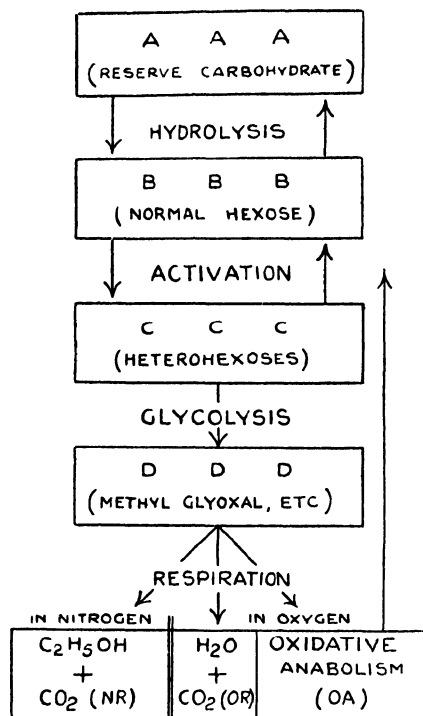 A A A
(RESERVE CARBOHYDRATE)
HYDROLYSIS
B B B
(NORMAL HEXOSE)
ACTIVATION
C C C
(HETEROHEXOSES)
GLYCOLYSIS
D D D
(METHYL GLYOXAL, ETC)
RESPIRATION
IN NITROGEN
IN OXYGEN
C2H5OH
+
CO2 (NR)
H2O
+
CO2(OR)
OXIDATIVE
ANABOLISM
(OA)